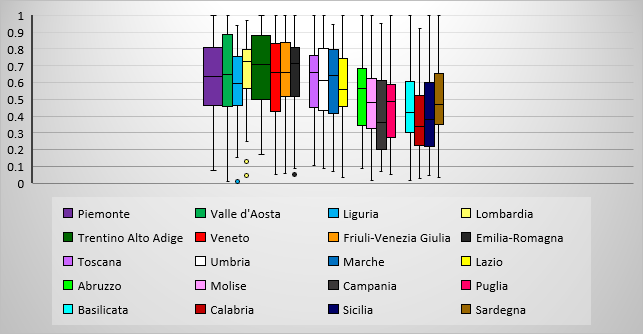 1
0.9
0.8
0.7
0.6
0.5
0.4
0.3
0.2
0.1
0
Piemonte Valle d'Aosta Liguria Lombardia
Trentino Alto Adige Veneto Friuli-Venezia Giulia Emilia-Romagna
Toscana Umbria Marche Lazio
Abruzzo Molise Campania Puglia
Basilicata Calabria Sicilia Sardegna